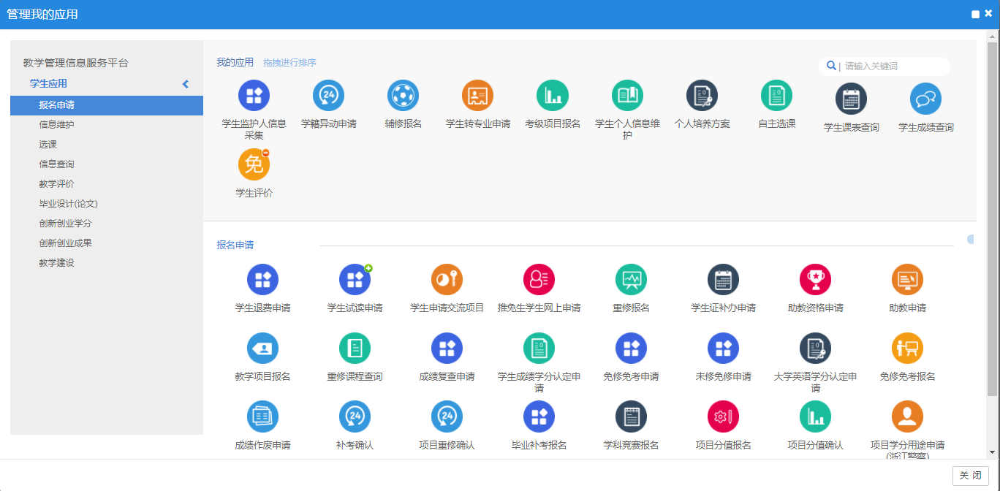 管理我的应用
教学管理信息服务平台
学生应用
报名申请
信息维护
选课
信息查询
教学评价
毕业设计(论文)
创新创业学分
创新创业成果
教学建设
我的应用 拖拽进行排序
| 请输入关键词
24
学生监护人信息
采集
学籍异动申请
辅修报名
学生转专业申请
考级项目报名
学生个人信息维
护
个人培养方案
自主选课
学生课表查询
学生成绩查询
免
学生评价
报名申请
学生退费申请
学生试读申请
学生申请交流项目
推免生学生网上申请
重修报名
学生证补办申请
助教资格申请
助教申请
教学项目报名
重修课程查询
成绩复查申请
学生成绩学分认定申
请
免修免考申请
未修免修申请
大学英语学分认定申
请
免修免考报名
24
24
成绩作废申请
补考确认
项目重修确认
毕业补考报名
学科竞赛报名
项目分值报名
项目分值确认
项目学分用途申请
(浙江警察)
关 闭